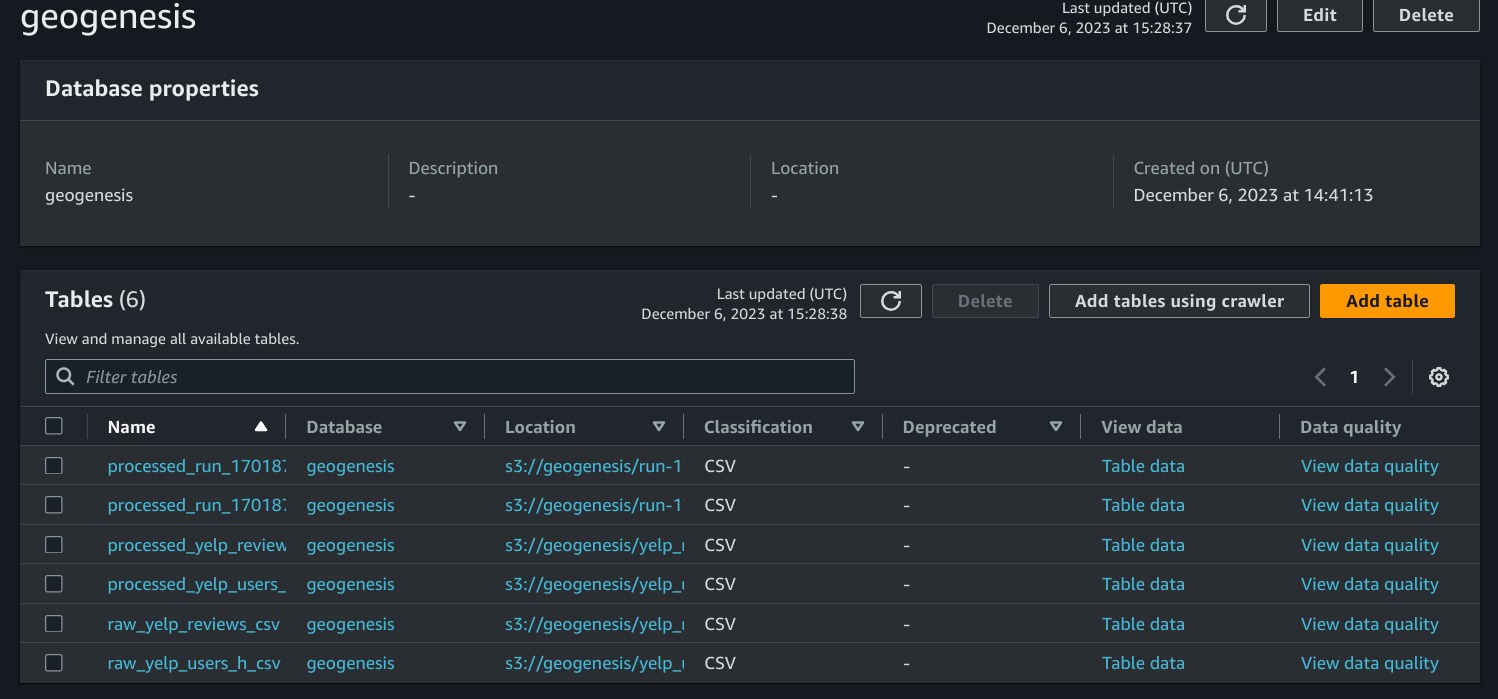 geogenesis
Last updated (UTC)
December 6, 2023 at 15:28:37
Edit
Delete
Database properties
Name
geogenesis
Description
-
Location
-
Created on (UTC)
December 6, 2023 at 14:41:13
Tables (6)
Last updated (UTC)
December 6, 2023 at 15:28:38
Delete
Add tables using crawler
Add table
View and manage all available tables.
Filter tables
1
Name Database Location Classification Deprecated View data Data quality
processed_run_170187 geogenesis s3://geogenesis/run-1 CSV - Table data View data quality
processed_run_170187 geogenesis s3://geogenesis/run-1 CSV - Table data View data quality
processed_yelp_review geogenesis s3://geogenesis/yelp_ CSV - Table data View data quality
processed_yelp_users_ geogenesis s3://geogenesis/yelp_ CSV - Table data View data quality
raw_yelp_reviews_csv geogenesis s3://geogenesis/yelp_ CSV - Table data View data quality
raw_yelp_users_h_csv geogenesis s3://geogenesis/yelp_ CSV - Table data View data quality